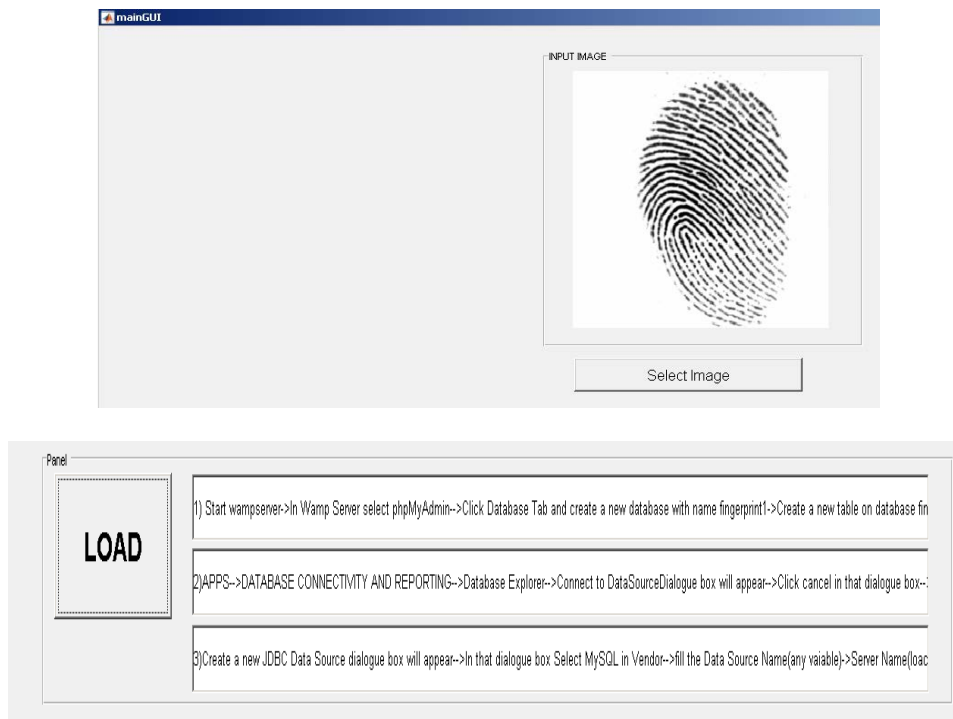 mainGUI
INPUT IMAGE
Select Image
Panel
LOAD
1) Start wampserver->In Wamp Server select phpMyAdmin-->Click Database Tab and create a new database with name fingerprint1->Create a new table on database fin
2)APPS-->DATABASE CONNECTIVITY AND REPORTING-->Database Explorer-->Connect to DataSourceDialogue box will appear-->Click cancel in that dialogue box--
3)Create a new JDBC Data Source dialogue box will appear-->In that dialogue box Select MySQL in Vendor-->fill the Data Source Name(any vaiable)->Server Name(loac